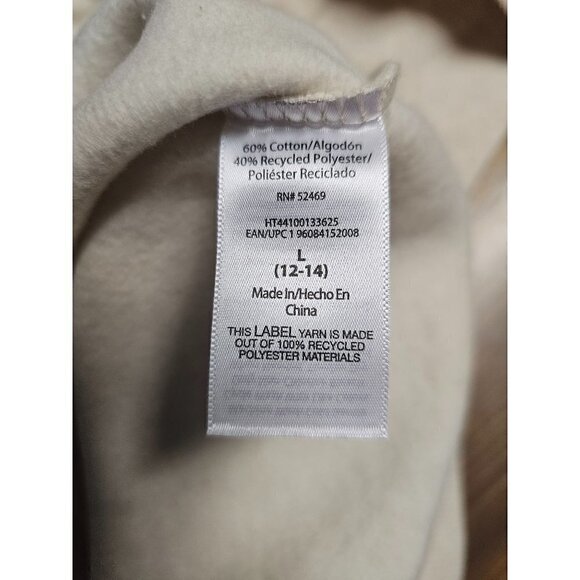 60% Cotton/Algodón
40% Recycled Polyester/
Poliéster Reciclado
RN# 52469
HT44100133625
EAN/UPC 1 96084152008
L
(12-14)
Made In/Hecho En
China
THIS LABEL YARN IS MADE
OUT OF 100% RECYCLED
POLYESTER MATERIALS